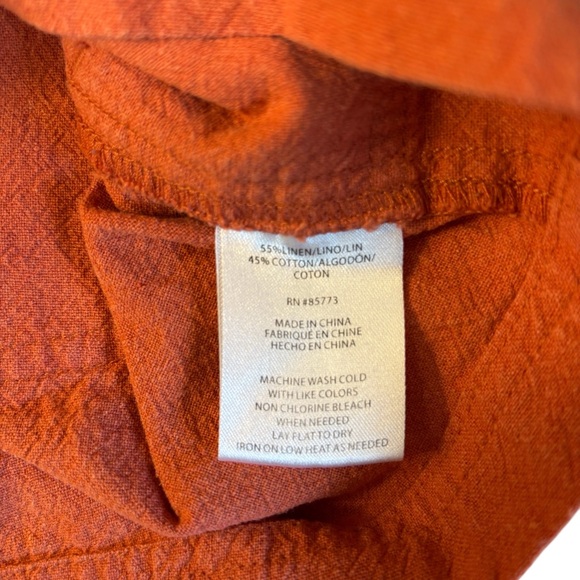 55%LINEN/LINO/LIN
45% COTTON/ALGODÓN/
COTON
RN #85773
MADE IN CHINA
FABRIQUÉ EN CHINE
HECHO EN CHINA
MACHINE WASH COLD
WITH LIKE COLORS
NON CHLORINE BLEACH
WHEN NEEDED
LAY FLAT TO DRY
IRON ON LOW HEAT AS NEEDED